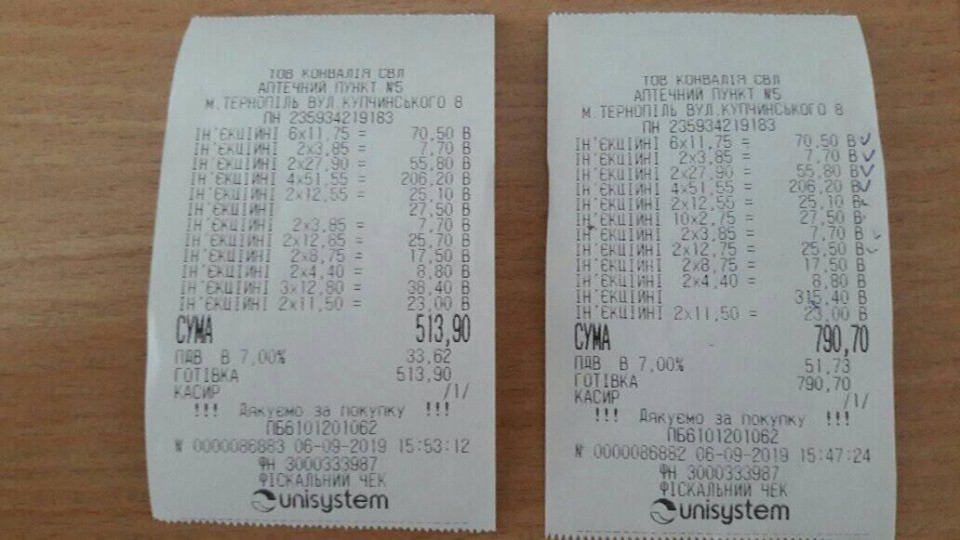 ТОВ КОНВАЛІЯ СВЛ
АПТЕЧНИЙ ПУНКТ №5
М.ТЕРНОПІЛЬ ВУЛ.КУПЧИНСЬКОГО 8
ПН 235934219183
ІН'ЄКЦІЙНІ 6х11,75 = 70,50 В
ІН'ЄКЦІЙНІ 2х3,85 = 7,70 В
ІН'ЄКЦІЙНІ 2х27,90 = 55,80 В
ІН'ЄКЦІЙНІ 4х51,55 = 206,20 В
ІН'ЄКЦІЙНІ 2х12,55 = 25,10 В
ІН'ЄКЦІЙНІ 27,50 В
ІН'ЄКЦІЙНІ 2х3,85 = 7,70 В
ІН'ЄКЦІЙНІ 2х12,85 = 25,70 В
ІН'ЄКЦІЙНІ 2х8,75 = 17,50 В
ІН'ЄКЦІЙНІ 2х4,40 = 8,80 В
ІН'ЄКЦІЙНІ 3х12,80 = 38,40 В
ІН'ЄКЦІЙНІ 2х11,50 = 23,00 В
СУМА 513,90
ПДВ В 7,00% 33,62
ГОТІВКА 513,90
КАСИР /1/
!!! Дякуємо за покупку !!!
ПБ6101201062
№ 0000086883 06-09-2019 15:53:12
ФН 3000333987
ФІСКАЛЬНИЙ ЧЕК
unisystem
ТОВ КОНВАЛІЯ СВЛ
АПТЕЧНИЙ ПУНКТ №5
М.ТЕРНОПІЛЬ ВУЛ.КУПЧИНСЬКОГО 8
ПН 235934219183
ІН'ЄКЦІЙНІ 6х11,75 = 70,50 В
ІН'ЄКЦІЙНІ 2х3,85 = 7,70 В
ІН'ЄКЦІЙНІ 2х27,90 = 55,80 В
ІН'ЄКЦІЙНІ 4х51,55 = 206,20 В
ІН'ЄКЦІЙНІ 2х12,55 = 25,10 В
ІН'ЄКЦІЙНІ 10х2,75 = 27,50 В
ІН'ЄКЦІЙНІ 2х3,85 = 7,70 В
ІН'ЄКЦІЙНІ 2х12,75 = 25,50 В
ІН'ЄКЦІЙНІ 2х8,75 = 17,50 В
ІН'ЄКЦІЙНІ 2х4,40 = 8,80 В
ІН'ЄКЦІЙНІ 315,40 В
ІН'ЄКЦІЙНІ 2х11,50 = 23,00 В
СУМА 790,70
ПДВ В 7,00% 51,73
ГОТІВКА 790,70
КАСИР /1/
!!! Дякуємо за покупку !!!
ПБ6101201062
№ 0000086882 06-09-2019 15:47:24
ФН 3000333987
ФІСКАЛЬНИЙ ЧЕК
unisystem